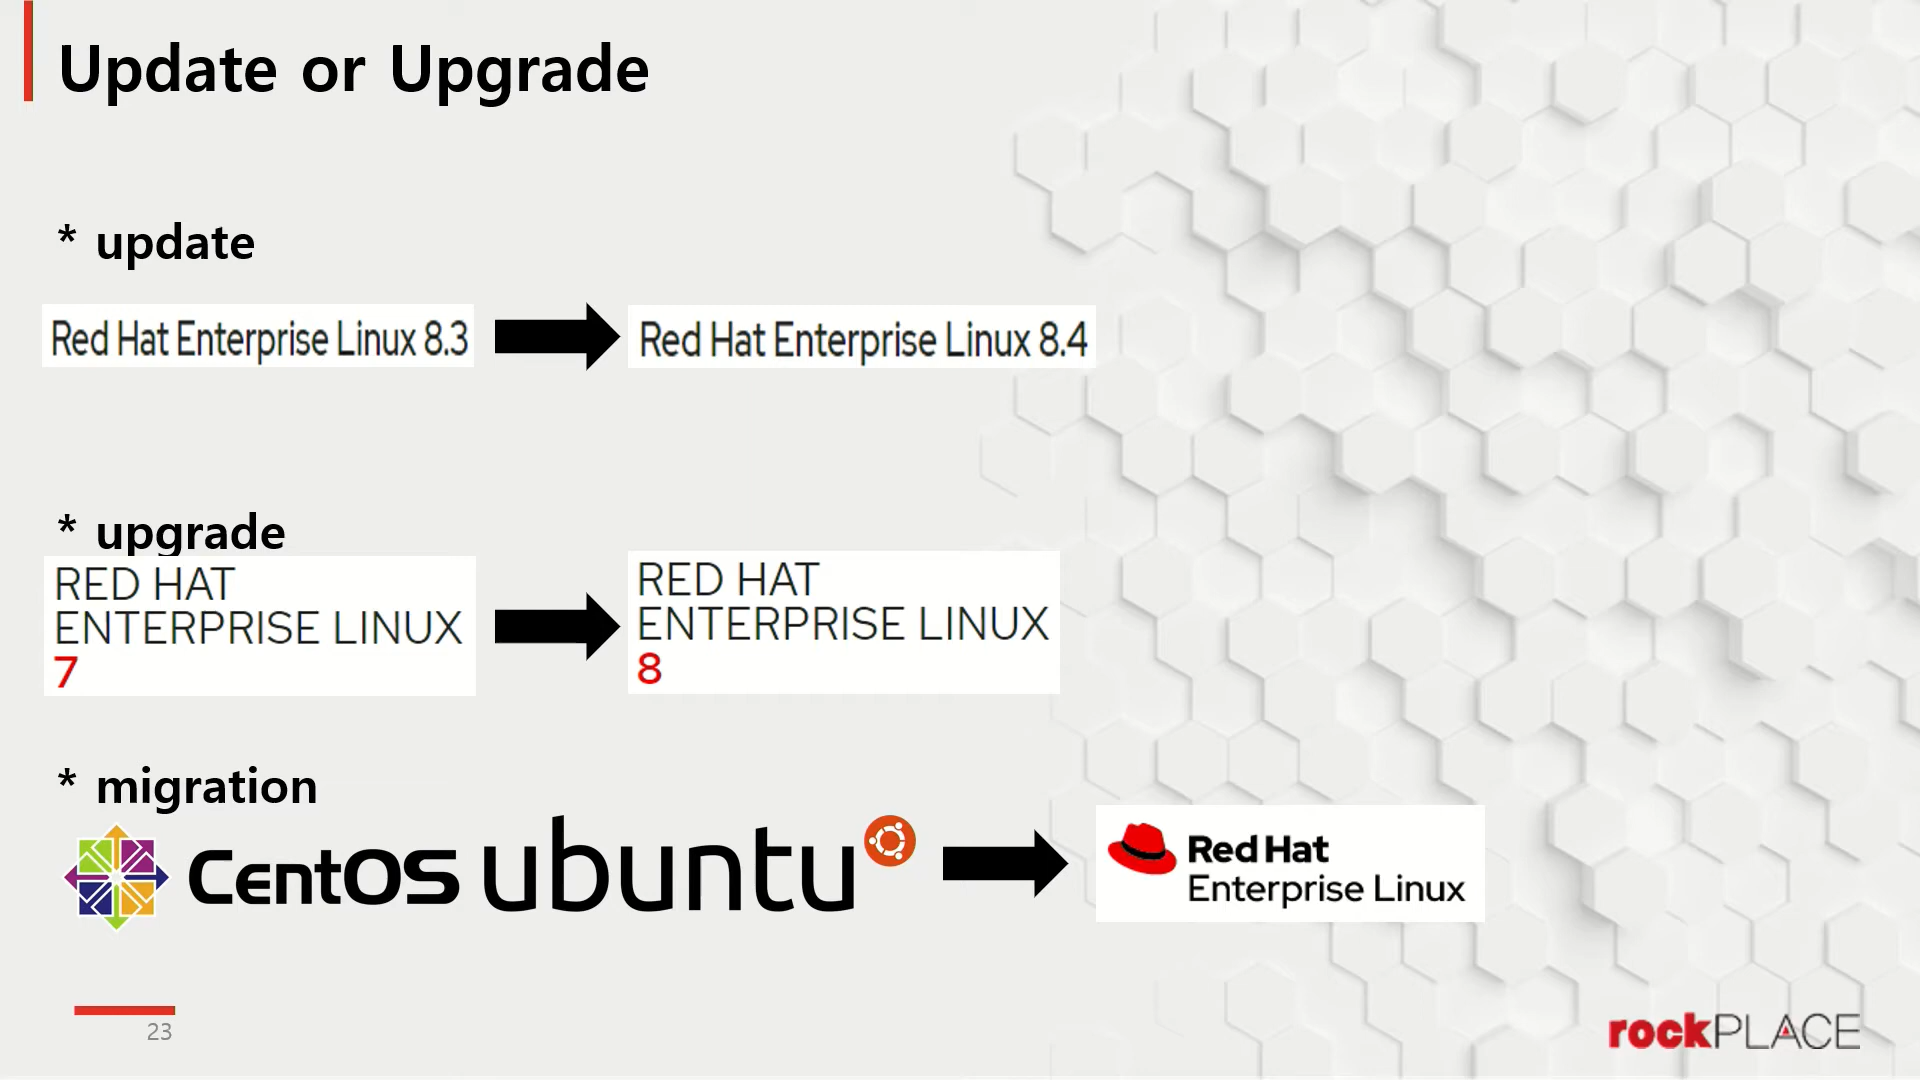 Update or Upgrade
* update
Red Hat Enterprise Linux 8.3
Red Hat Enterprise Linux 8.4
* upgrade
RED HAT
ENTERPRISE LINUX
7
RED HAT
ENTERPRISE LINUX
8
* migration
CentOS ubuntu
Red Hat
Enterprise Linux
23
rockPLACE